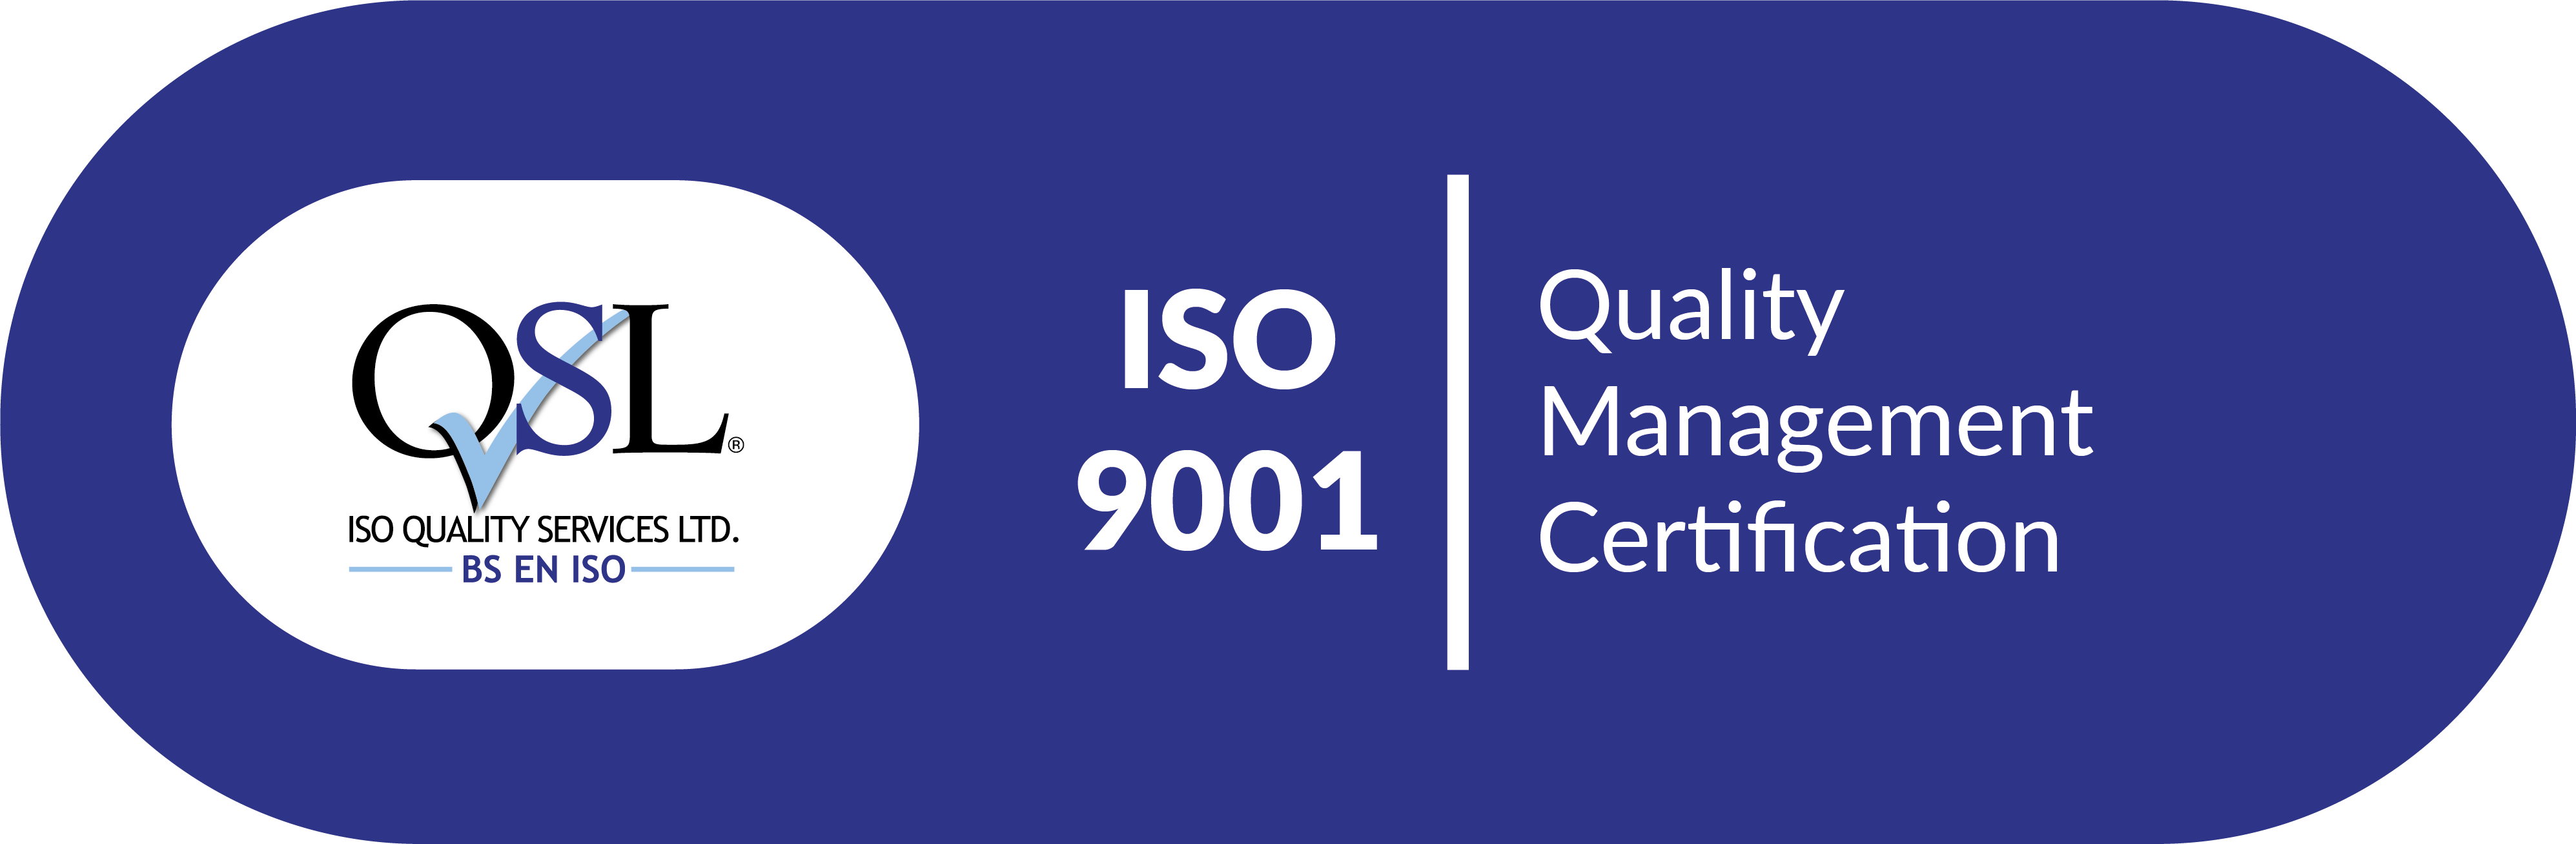 QSL®
ISO QUALITY SERVICES LTD.
BS EN ISO
ISO
9001
Quality
Management
Certification